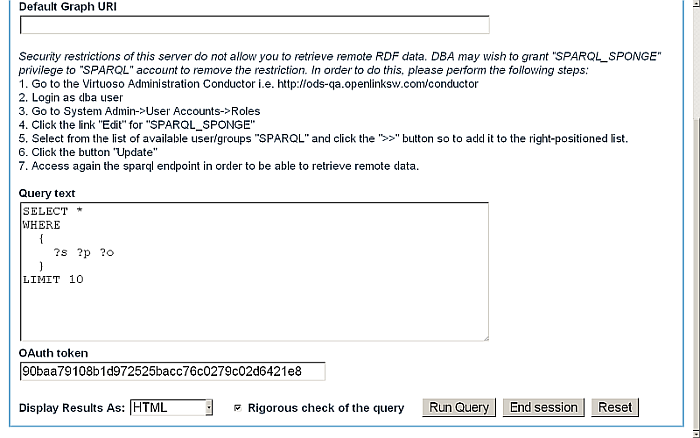 Default Graph URI
Security restrictions of this server do not allow you to retrieve remote RDF data. DBA may wish to grant "SPARQL_SPONGE"
privilege to "SPARQL" account to remove the restriction. In order to do this, please perform the following steps:
1. Go to the Virtuoso Administration Conductor i.e. http://ods-qa.openlinksw.com/conductor
2. Login as dba user
3. Go to System Admin->User Accounts->Roles
4. Click the link "Edit" for "SPARQL_SPONGE"
5. Select from the list of available user/groups "SPARQL" and click the ">>" button so to add it to the right-positioned list.
6. Click the button "Update"
7. Access again the sparql endpoint in order to be able to retrieve remote data.
Query text
SELECT *
WHERE
{
?s ?p ?o
}
LIMIT 10
OAuth token
90baa79108b1d972525bacc76c0279c02d6421e8
Display Results As: HTML Rigorous check of the query Run Query End session Reset